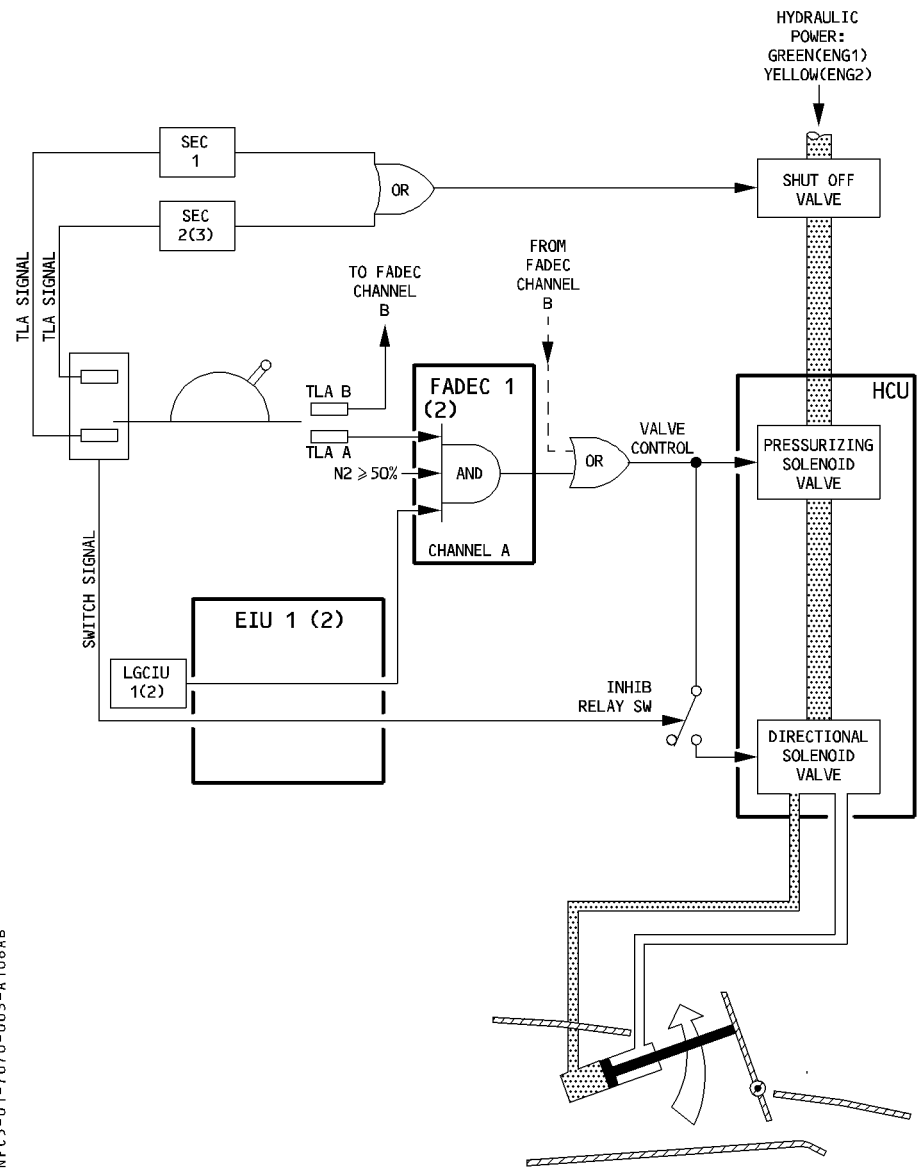 HYDRAULIC
POWER:
GREEN(ENG1)
YELLOW(ENG2)
SEC
1
OR
SHUT OFF
VALVE
SEC
2(3)
TLA SIGNAL
TLA SIGNAL
TO FADEC
CHANNEL
B
FROM
FADEC
CHANNEL
B
TLA B
TLA A
N2 ≥50%
FADEC 1
(2)
AND
CHANNEL A
OR
VALVE
CONTROL
HCU
PRESSURIZING
SOLENOID
VALVE
SWITCH SIGNAL
EIU 1 (2)
LGCIU
1(2)
INHIB
RELAY SW
DIRECTIONAL
SOLENOID
VALVE